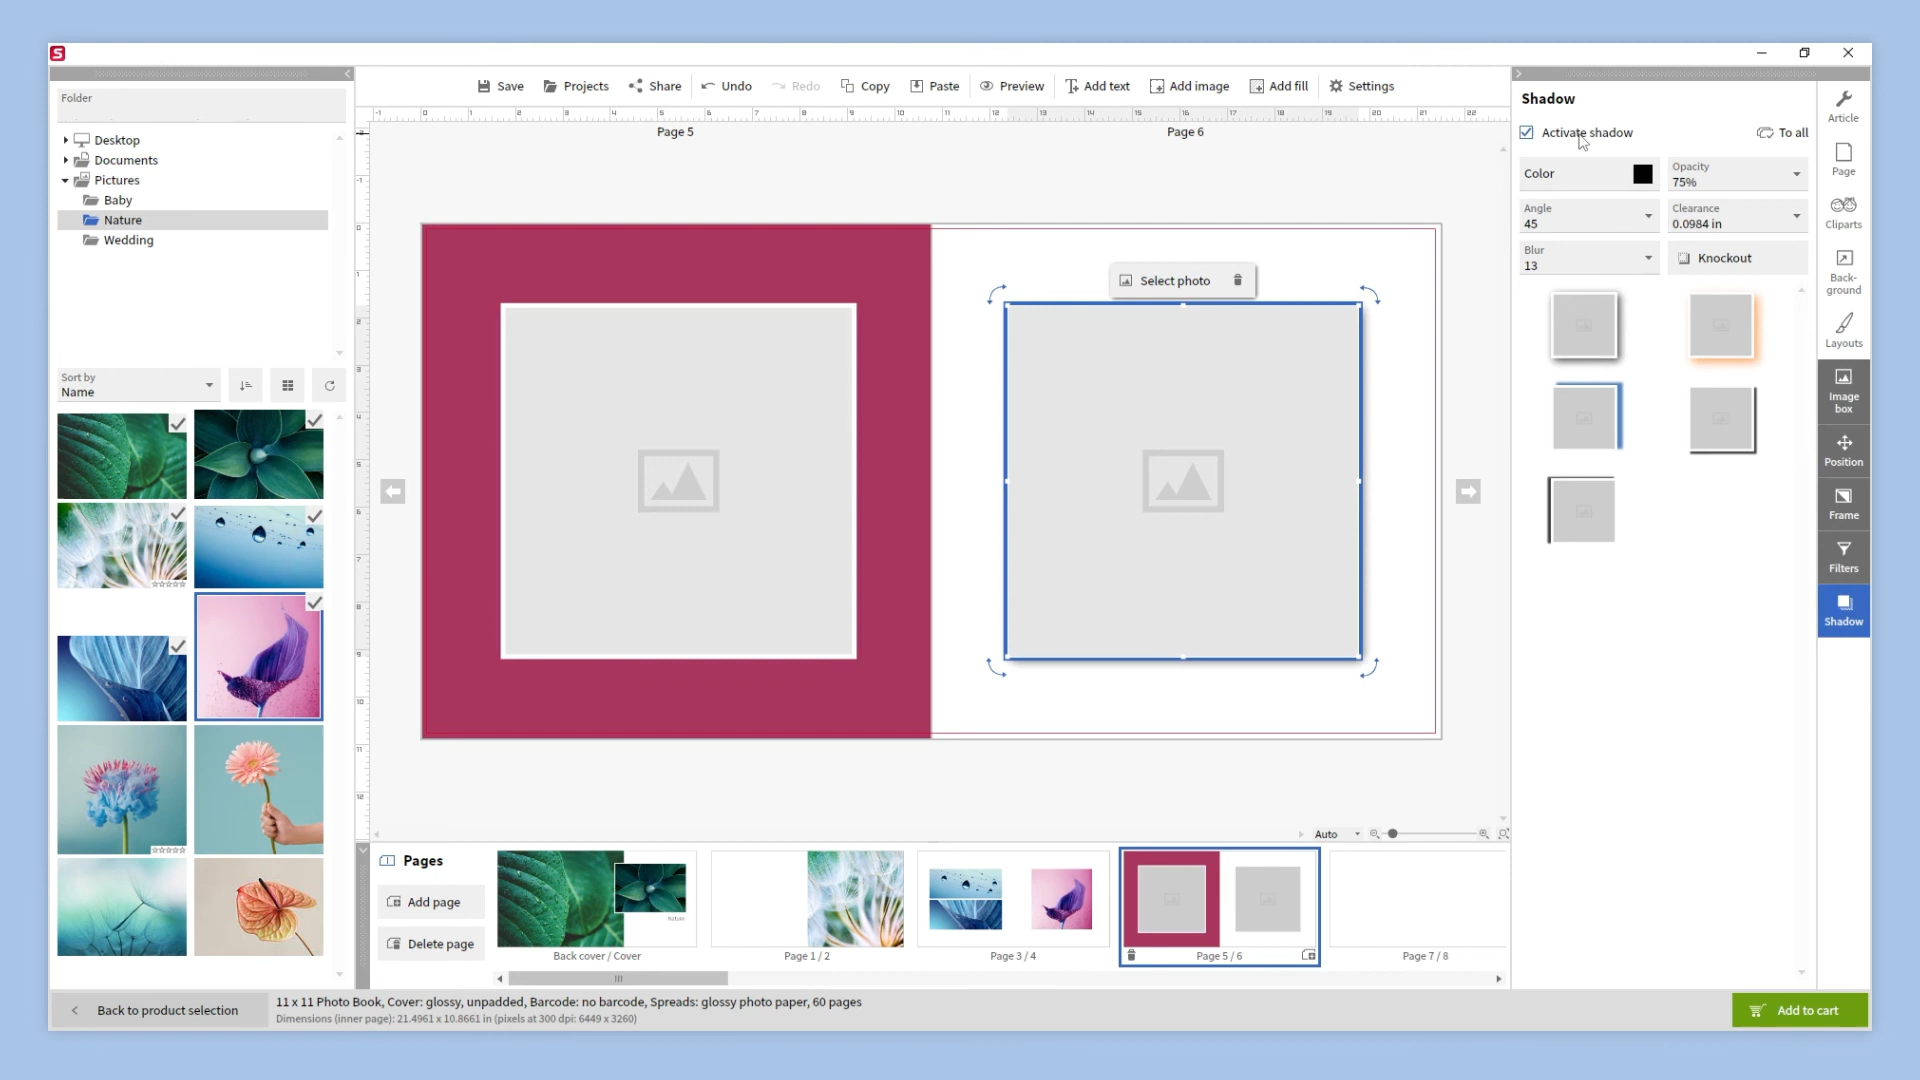 S
Folder
Desktop
Documents
Pictures
Baby
Nature
Wedding
Sort by
Name
Save
Projects
Share
Undo
Redo
Copy
Paste
Preview
Add text
Add image
Add fill
Settings
Page 5
Page 6
Select photo
Auto
Shadow
Activate shadow
To all
Color
Opacity
75%
Angle
45
Clearance
0.0984 in
Blur
13
Knockout
Article
Page
Cliparts
Back-
ground
Layouts
Image
box
Position
Frame
Filters
Shadow
Pages
Add page
Delete page
Nature
Back cover / Cover
Page 1 / 2
Page 3 / 4
Page 5 / 6
Page 7 / 8
Back to product selection
11 x 11 Photo Book, Cover: glossy, unpadded, Barcode: no barcode, Spreads: glossy photo paper, 60 pages
Dimensions (inner page): 21.4961 x 10.8661 in (pixels at 300 dpi: 6449 x 3260)
Add to cart